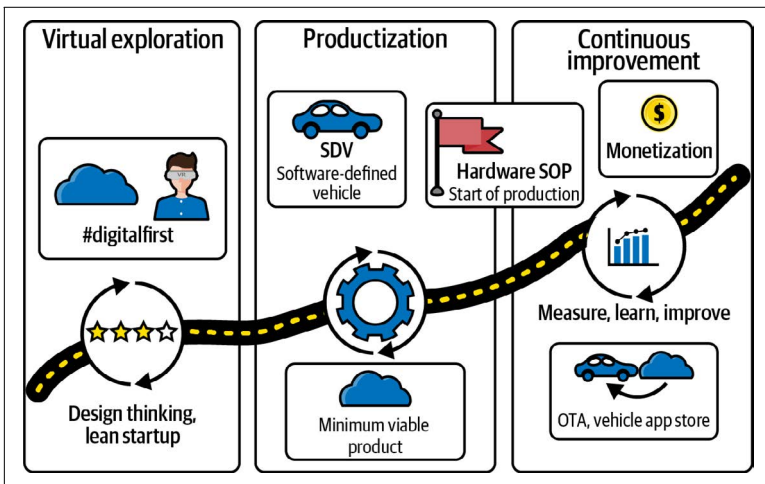 Virtual exploration
VR
#digitalfirst
Design thinking,
lean startup
Productization
SDV
Software-defined
vehicle
Hardware SOP
Start of production
Minimum viable
product
Continuous
improvement
$
Monetization
Measure, learn, improve
OTA, vehicle app store